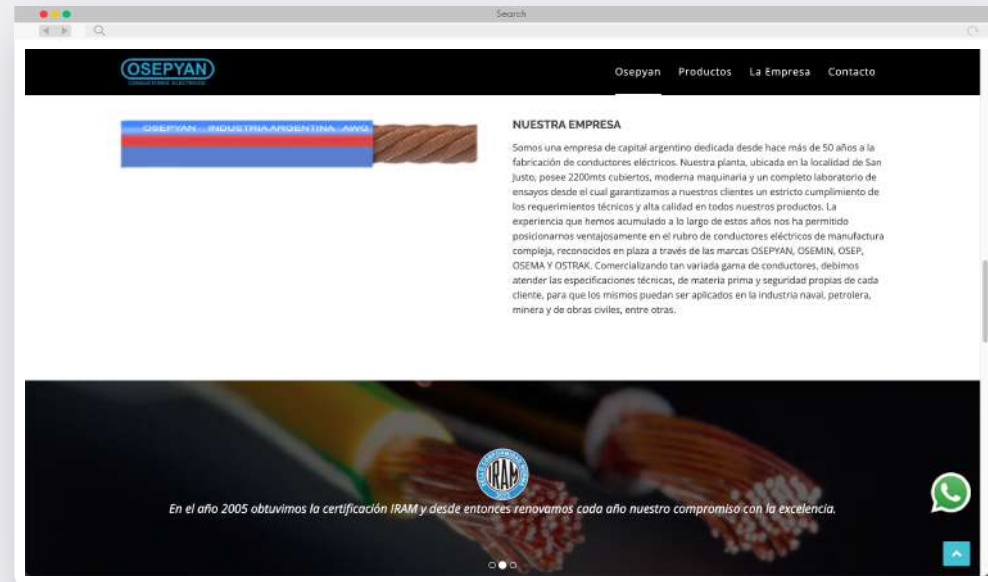 Search
OSEPYAN
CONDUCTORES ELECTRICOS
Osepyan Productos La Empresa Contacto
OSEPYAN INDUSTRIA ARGENTINA AWG
NUESTRA EMPRESA
Somos una empresa de capital argentino dedicada desde hace más de 50 años a la
fabricación de conductores eléctricos. Nuestra planta, ubicada en la localidad de San
Justo, posee 2200mts cubiertos, moderna maquinaria y un completo laboratorio de
ensayos desde el cual garantizamos a nuestros clientes un estricto cumplimiento de
los requerimientos técnicos y alta calidad en todos nuestros productos. La
experiencia que hemos acumulado a lo largo de estos años nos ha permitido
posicionarnos ventajosamente en el rubro de conductores eléctricos de manufactura
compleja, reconocidos en plaza a través de las marcas OSEPYAN, OSEMIN, OSEP,
OSEMA Y OSTRAK. Comercializando tan variada gama de conductores, debimos
atender las especificaciones técnicas, de materia prima y seguridad propias de cada
cliente, para que los mismos puedan ser aplicados en la industria naval, petrolera,
minera y de obras civiles, entre otras.
IRAM
En el año 2005 obtuvimos la certificación IRAM y desde entonces renovamos cada año nuestro compromiso con la excelencia.